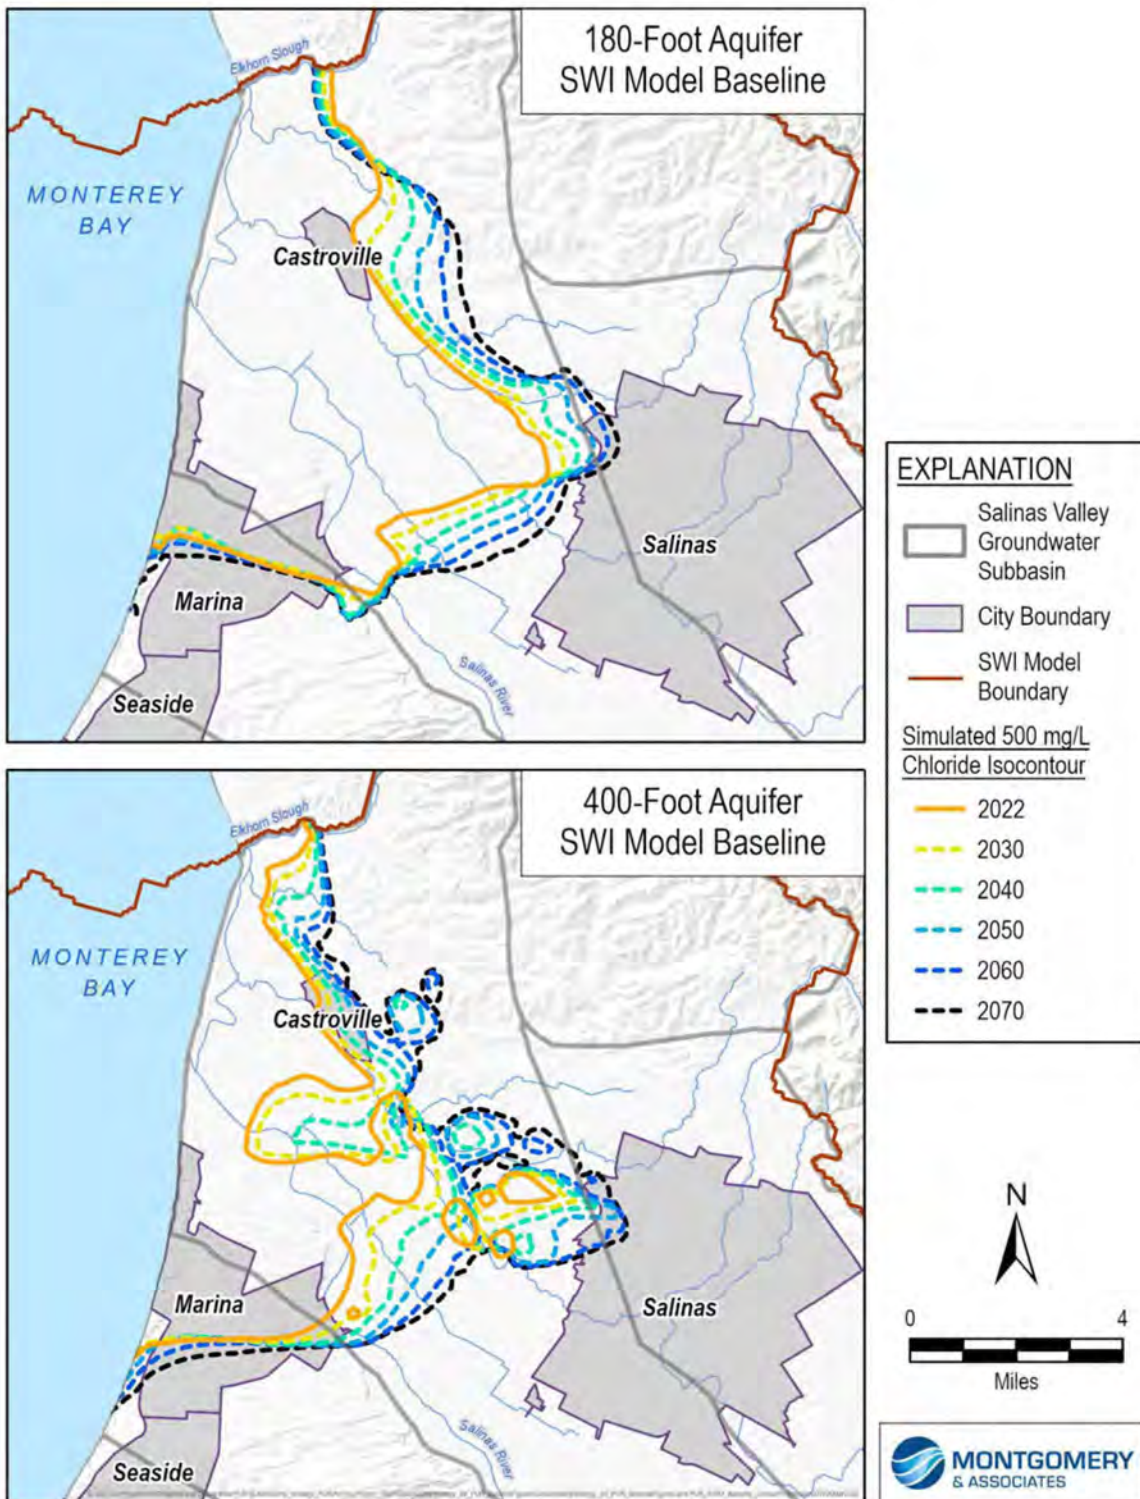 180-Foot Aquifer
SWI Model Baseline
Elkhorn Slough
MONTEREY
BAY
Castroville
Salinas
Marina
Salinas River
Seaside
400-Foot Aquifer
SWI Model Baseline
Elkhorn Slough
MONTEREY
BAY
Castroville
Marina
Salinas
Salinas River
Seaside
EXPLANATION
Salinas Valley
Groundwater
Subbasin
City Boundary
SWI Model
Boundary
Simulated 500 mg/L
Chloride Isocontour
2022
2030
2040
2050
2060
2070
N
0 4
Miles
MONTGOMERY
& ASSOCIATES